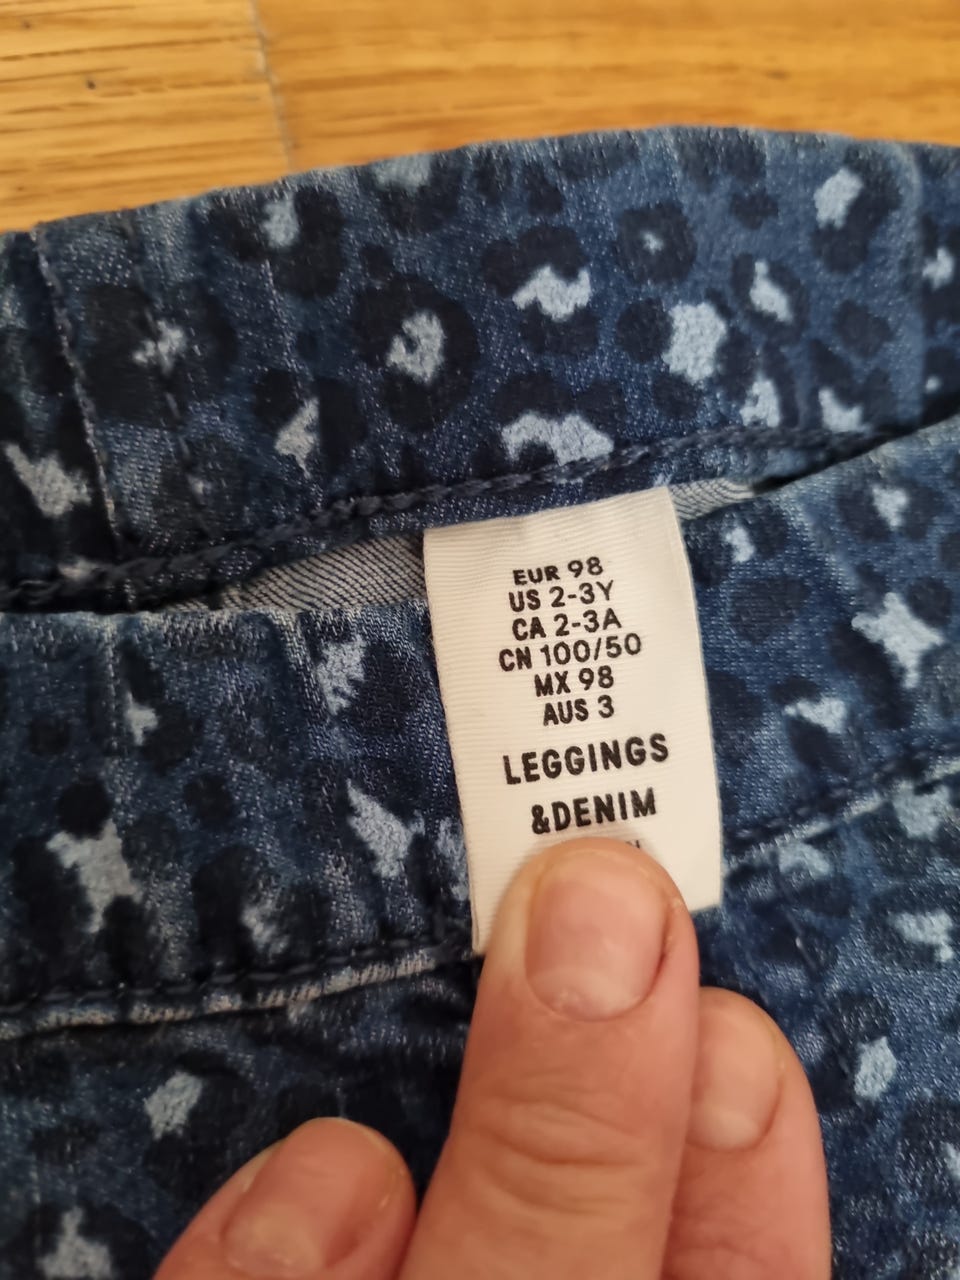 EUR 98
US 2-3Y
CA 2-3A
CN 100/50
MX 98
AUS 3
LEGGINGS
&DENIM